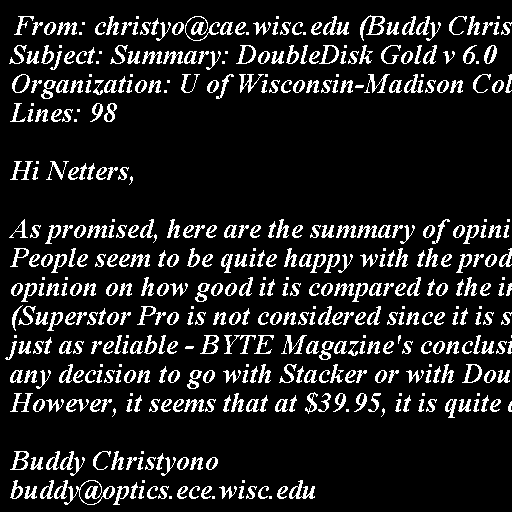 From: christyo@cae.wisc.edu (Buddy Chris
Subject: Summary: DoubleDisk Gold v 6.0
Organization: U of Wisconsin-Madison Col
Lines: 98
Hi Netters,
As promised, here are the summary of opini
People seem to be quite happy with the prod
opinion on how good it is compared to the in
(Superstor Pro is not considered since it is s
just as reliable - BYTE Magazine's conclusi
any decision to go with Stacker or with Dou
However, it seems that at $39.95, it is quite
Buddy Christyono
buddy@optics.ece.wisc.edu